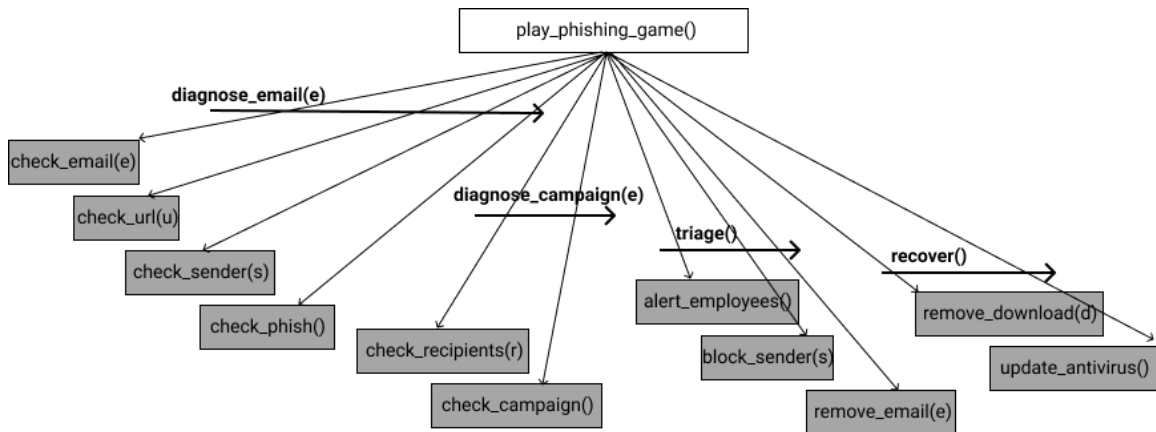 play_phishing_game()
diagnose_email(e)
check_email(e)
check_url(u)
check_sender(s)
check_phish()
diagnose_campaign(e)
check_recipients(r)
check_campaign()
triage()
alert_employees()
block_sender(s)
remove_email(e)
recover()
remove_download(d)
update_antivirus()